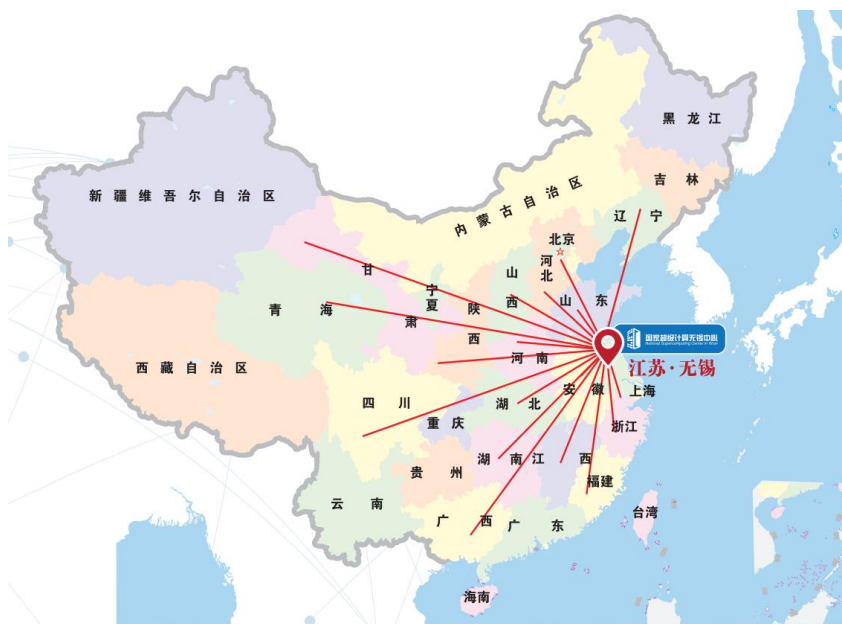 黑龙江
吉林
辽宁
内蒙古自治区
新疆维吾尔自治区
北京
河北
山西
山东
甘肃
宁夏
青海
陕西
河南
国家超级计算无锡中心
National Supercomputing Center in Wuxi
江苏·无锡
西藏自治区
四川
重庆
湖北
安徽
上海
浙江
贵州
湖南
江西
福建
云南
广西
广东
台湾
海南